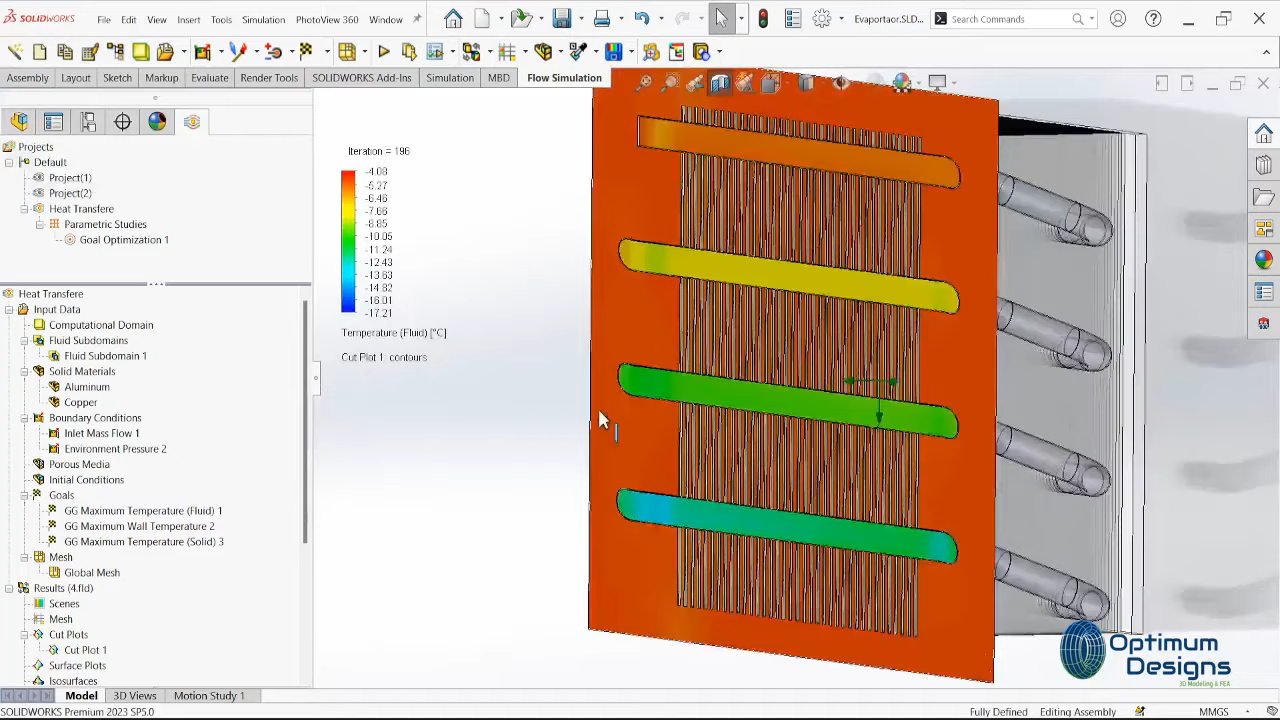 SOLIDWORKS
File
Edit
View
Insert
Tools
Simulation
PhotoView 360
Window
Evaportaor.SLD...
Search Commands
Assembly
Layout
Sketch
Markup
Evaluate
Render Tools
SOLIDWORKS Add-Ins
Simulation
MBD
Flow Simulation
Projects
Default
Project(1)
Project(2)
Heat Transfere
Parametric Studies
Goal Optimization 1
Heat Transfere
Input Data
Computational Domain
Fluid Subdomains
Fluid Subdomain 1
Solid Materials
Aluminum
Copper
Boundary Conditions
Inlet Mass Flow 1
Environment Pressure 2
Porous Media
Initial Conditions
Goals
GG Maximum Temperature (Fluid) 1
GG Maximum Wall Temperature 2
GG Maximum Temperature (Solid) 3
Mesh
Global Mesh
Results (4.fld)
Scenes
Mesh
Cut Plots
Cut Plot 1
Surface Plots
Isosurfaces
Iteration = 196
-4.08
-5.27
-6.46
-7.66
-8.85
-10.05
-11.24
-12.43
-13.63
-14.82
-16.01
-17.21
Temperature (Fluid) [°C]
Cut Plot 1: contours
Optimum
Designs
3D Modeling & FEA
Model
3D Views
Motion Study 1
SOLIDWORKS Premium 2023 SP5.0
Fully Defined
Editing Assembly
MMGS